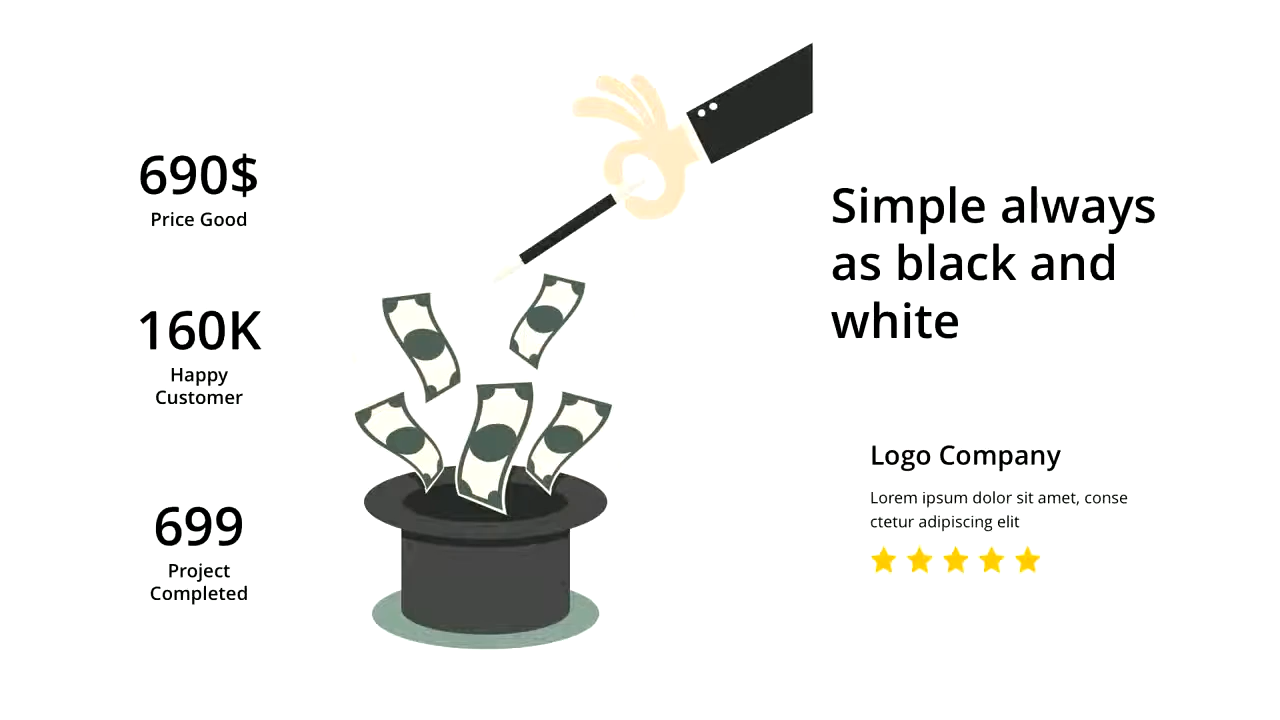 690$
Price Good
160K
Happy
Customer
699
Project
Completed
Simple always
as black and
white
Logo Company
Lorem ipsum dolor sit amet, conse
ctetur adipiscing elit